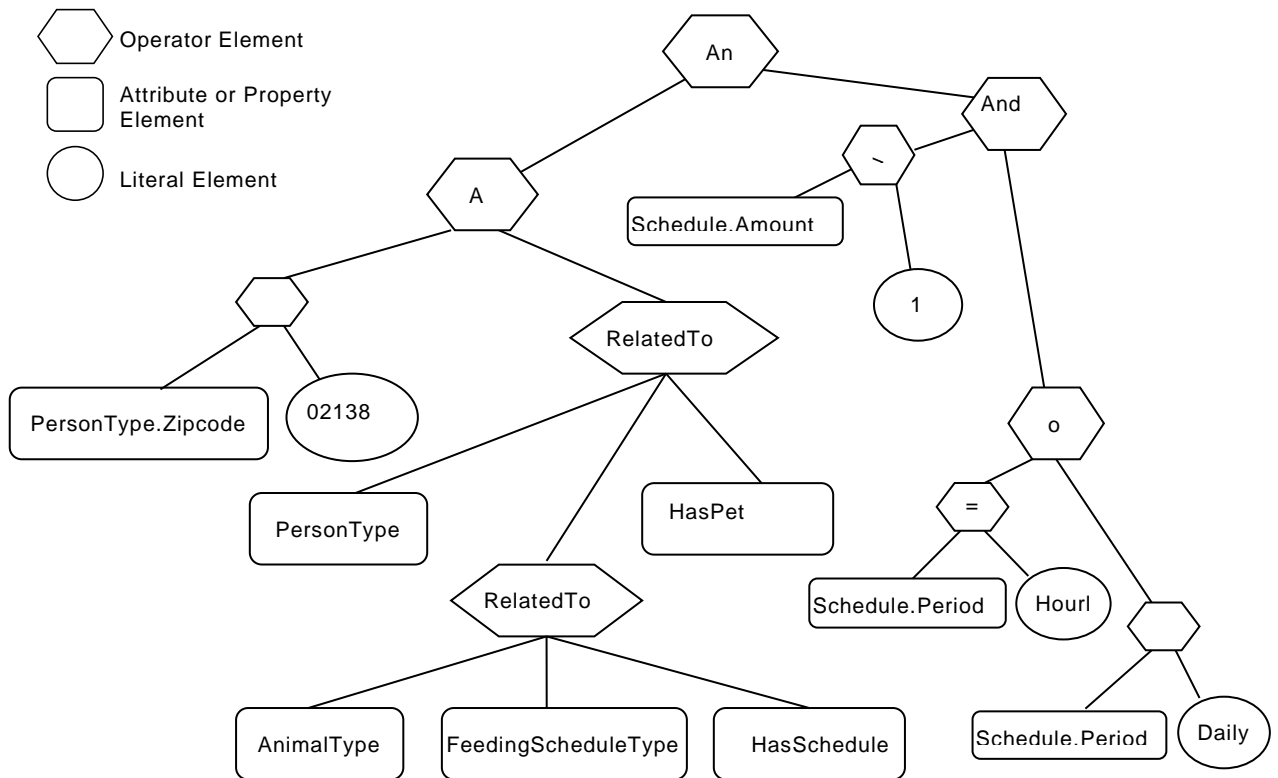 Operator Element
Attribute or Property
Element
Literal Element
An
And
A
Schedule.Amount
1
RelatedTo
PersonType.Zipcode
02138
o
PersonType
HasPet
=
Schedule.Period
Hourl
RelatedTo
AnimalType
FeedingScheduleType
HasSchedule
Schedule.Period
Daily